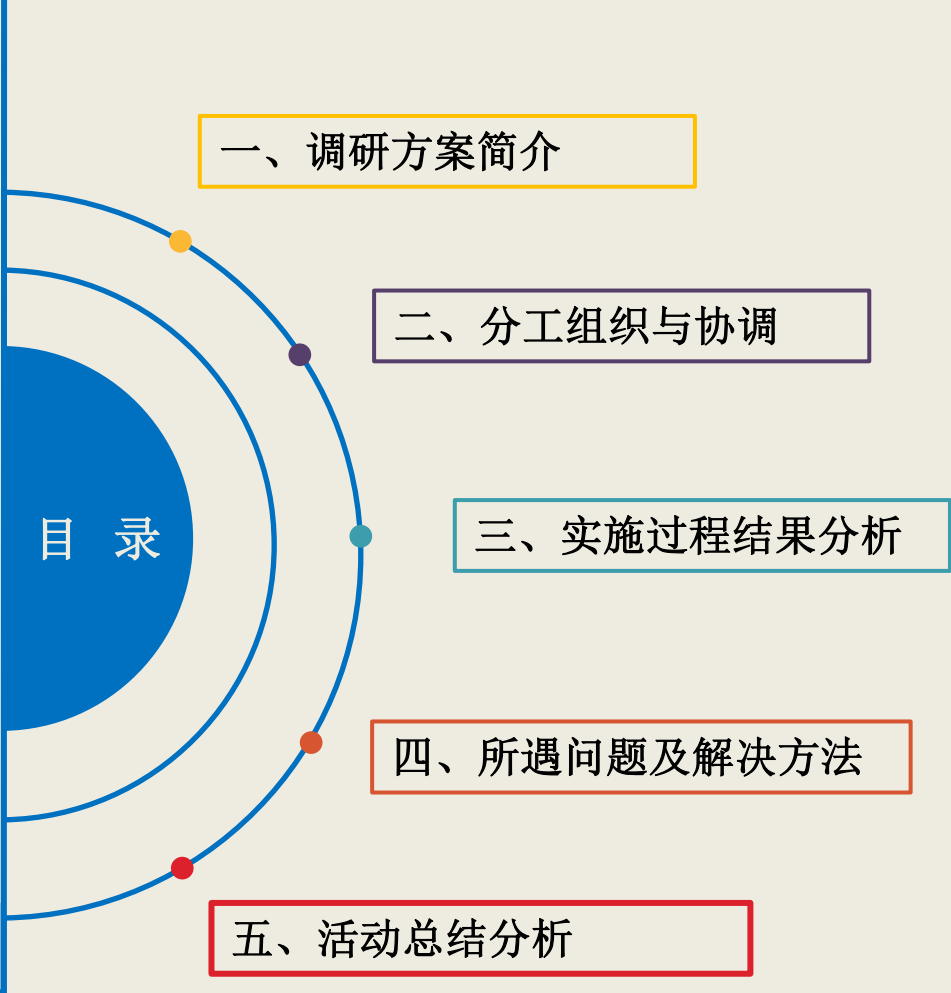 一、调研方案简介
二、分工组织与协调
目 录
三、实施过程结果分析
四、所遇问题及解决方法
五、活动总结分析